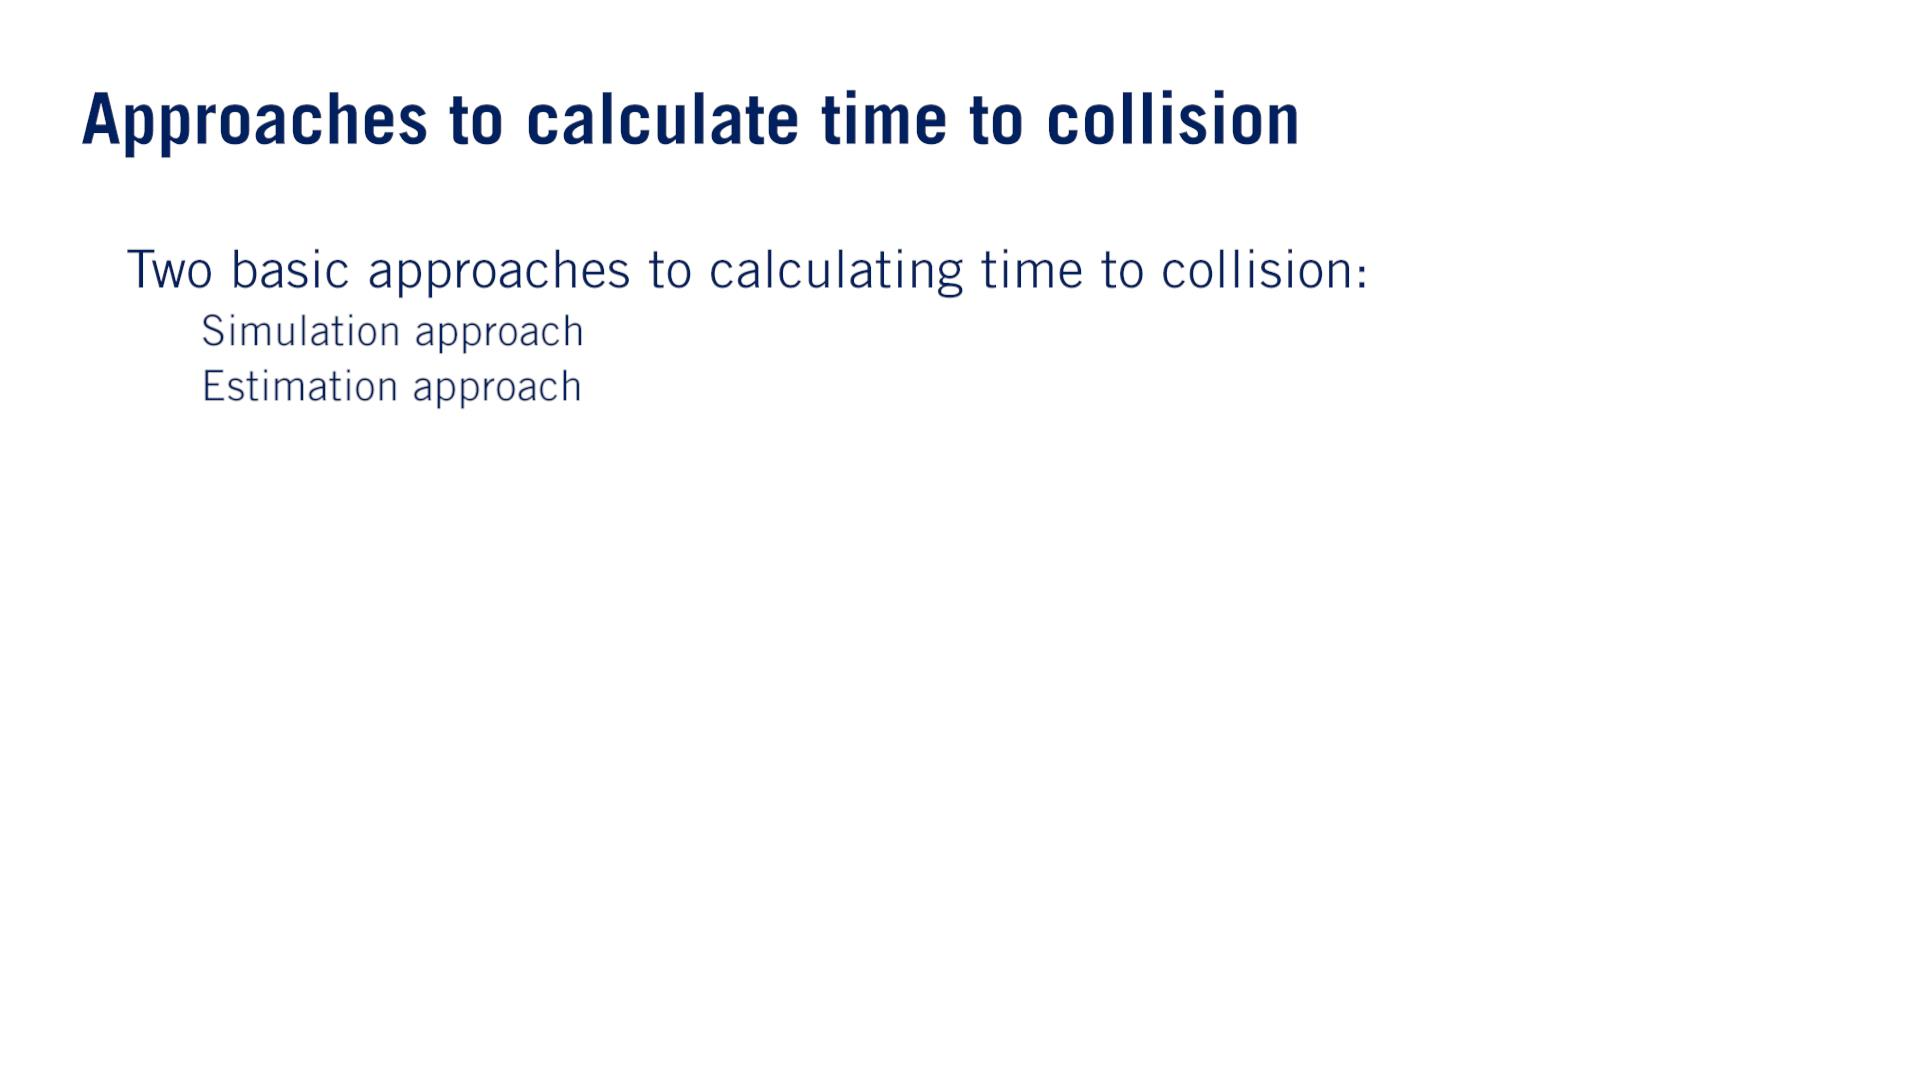 Approaches to calculate time to collision
Two basic approaches to calculating time to collision:
Simulation approach
Estimation approach